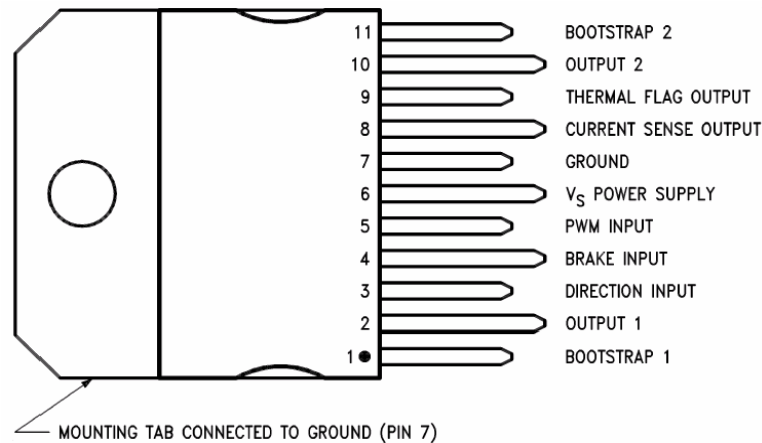 11 BOOTSTRAP 2
10 OUTPUT 2
9 THERMAL FLAG OUTPUT
8 CURRENT SENSE OUTPUT
7 GROUND
6 VS POWER SUPPLY
5 PWM INPUT
4 BRAKE INPUT
3 DIRECTION INPUT
2 OUTPUT 1
1 BOOTSTRAP 1
MOUNTING TAB CONNECTED TO GROUND (PIN 7)